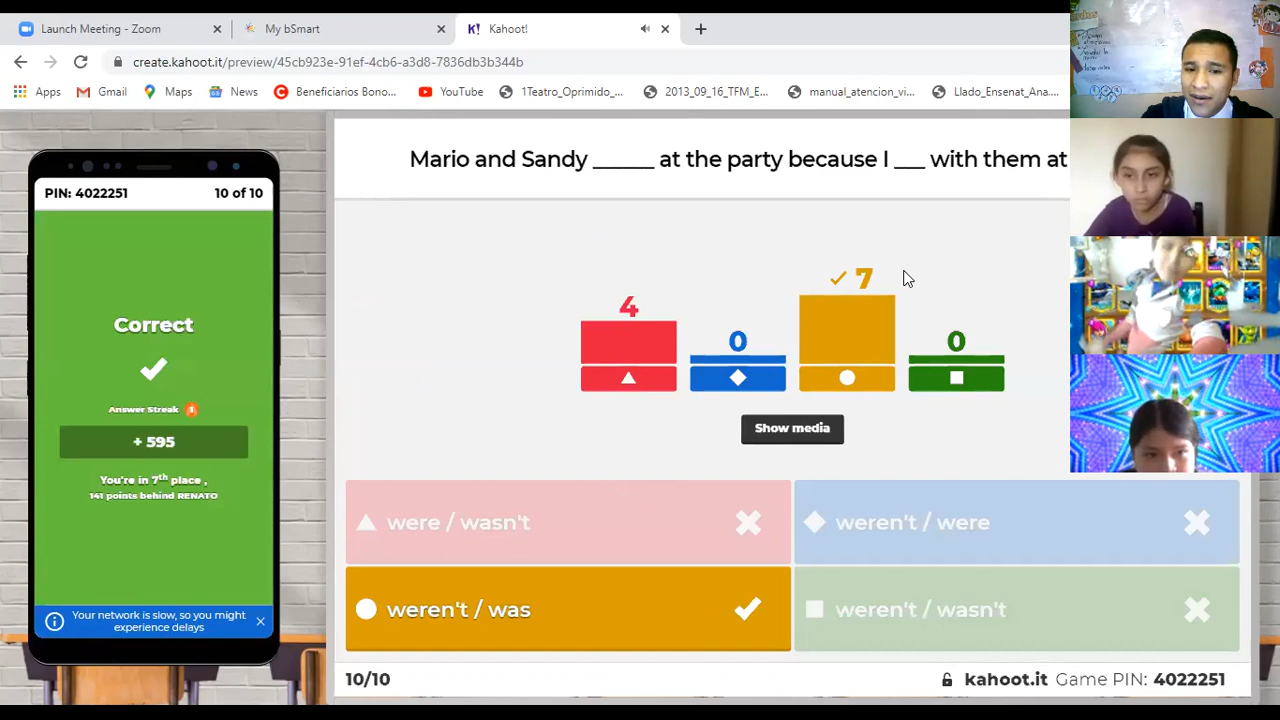 Launch Meeting - Zoom
My bSmart
K! Kahoot!
create.kahoot.it/preview/45cb923e-91ef-
Apps
Gmail
Maps
News
Beneficiarios Bono...
YouTube
1Teatro_Oprimido_...
2013_09_16_TFM_E...
manual_atencion_vi...
Llado_Ensenat_Ana....
PIN: 4022251 10 of 10
Correct
Answer Streak
+ 595
You're in 7th place ,
141 points behind RENATO
Your network is slow, so you might
experience delays
Mario and Sandy ______ at the party because I ___ with them at
4
0
7
0
Show media
were / wasn't
weren't / were
weren't / was
weren't / wasn't
10/10
kahoot.it Game PIN: 4022251